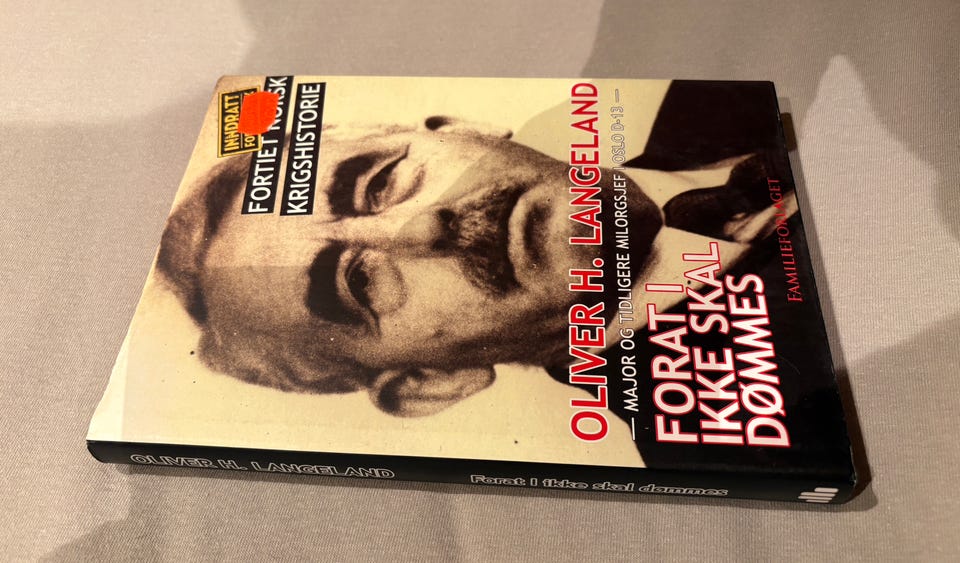 INNDRATT
FORTIET NORSK
KRIGSHISTORIE
OLIVER H. LANGELAND
— MAJOR OG TIDLIGERE MILORGSJEF I OSLO D-13 —
FORAT I
IKKE SKAL
DØMMES
FAMILIEFORLAGET
OLIVER H. LANGELAND
Forat I ikke skal dømmes